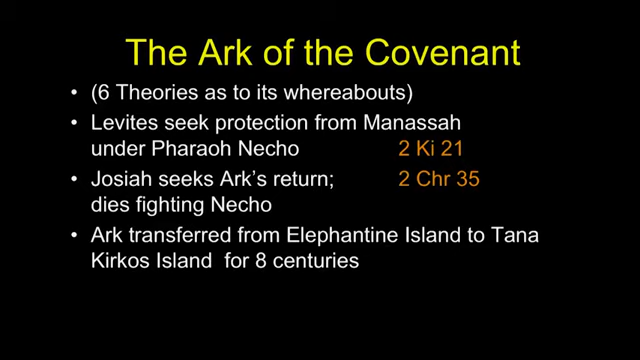 The Ark of the Covenant
• (6 Theories as to its whereabouts)
• Levites seek protection from Manassah
under Pharaoh Necho 2 Ki 21
• Josiah seeks Ark's return; 2 Chr 35
dies fighting Necho
• Ark transferred from Elephantine Island to Tana
Kirkos Island for 8 centuries